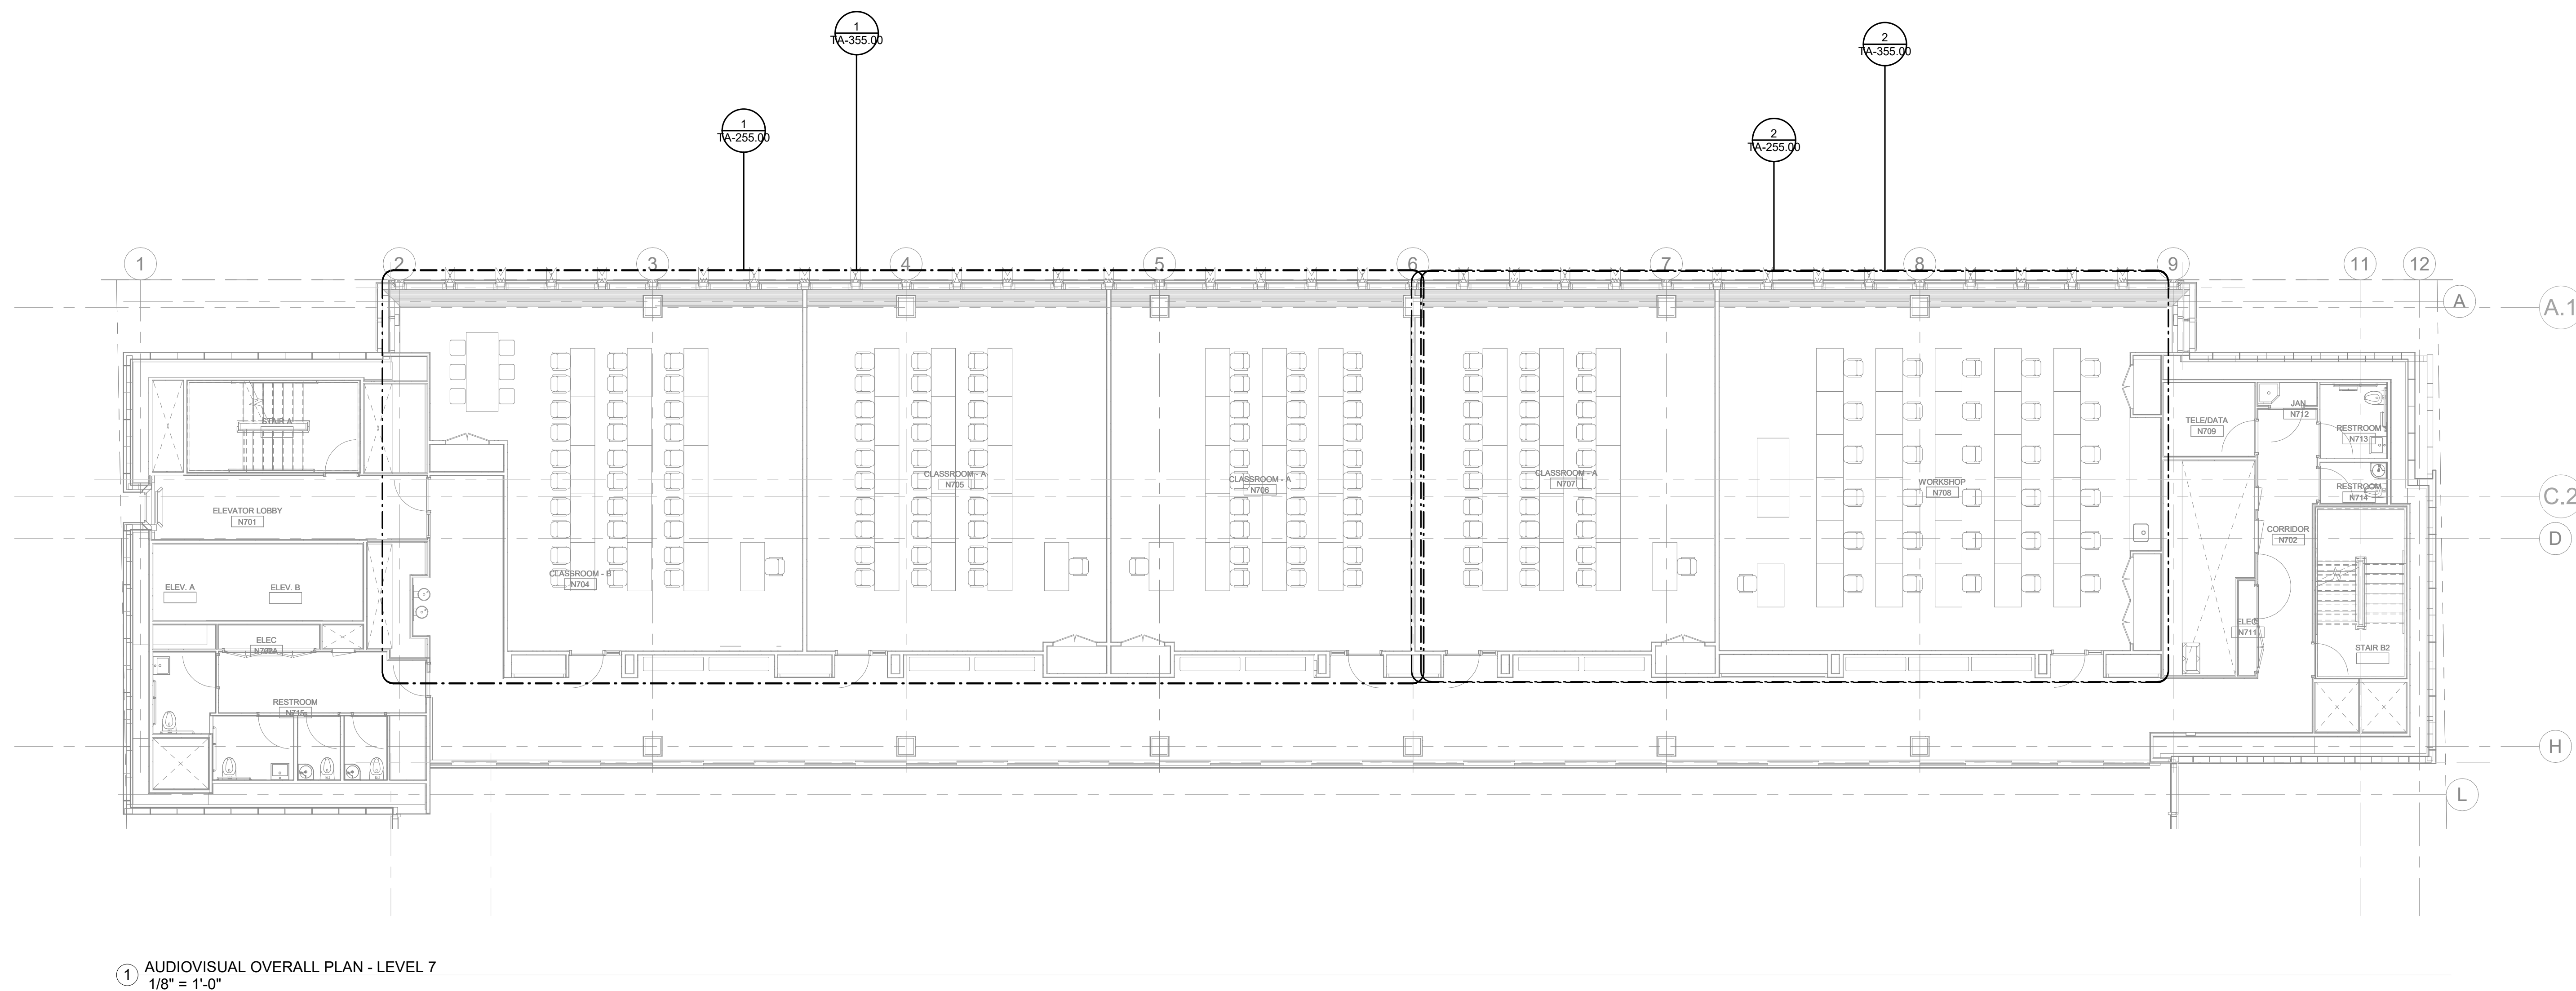 1
TA-355.00
2
TA-355.00
1
TA-255.00
2
TA-255.00
1
2
3
4
5
6
7
8
9
11
12
A
A.1
C.2
D
H
L
STAIR A
ELEVATOR LOBBY
N701
ELEV. A
ELEV. B
ELEC
N702A
RESTROOM
N715
CLASSROOM - B
N704
CLASSROOM - A
N705
CLASSROOM - A
N706
CLASSROOM - A
N707
WORKSHOP
N708
TELE/DATA
N709
JAN
N712
RESTROOM
N713
RESTROOM
N714
CORRIDOR
N702
ELEC
N711
STAIR B2
1
AUDIOVISUAL OVERALL PLAN - LEVEL 7
1/8" = 1'-0"